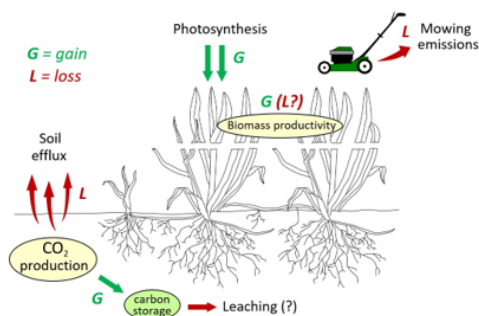 Photosynthesis
G
L
Mowing
emissions
G = gain
L = loss
G (L?)
Biomass productivity
Soil
efflux
L
CO2
production
G
carbon
storage
Leaching (?)